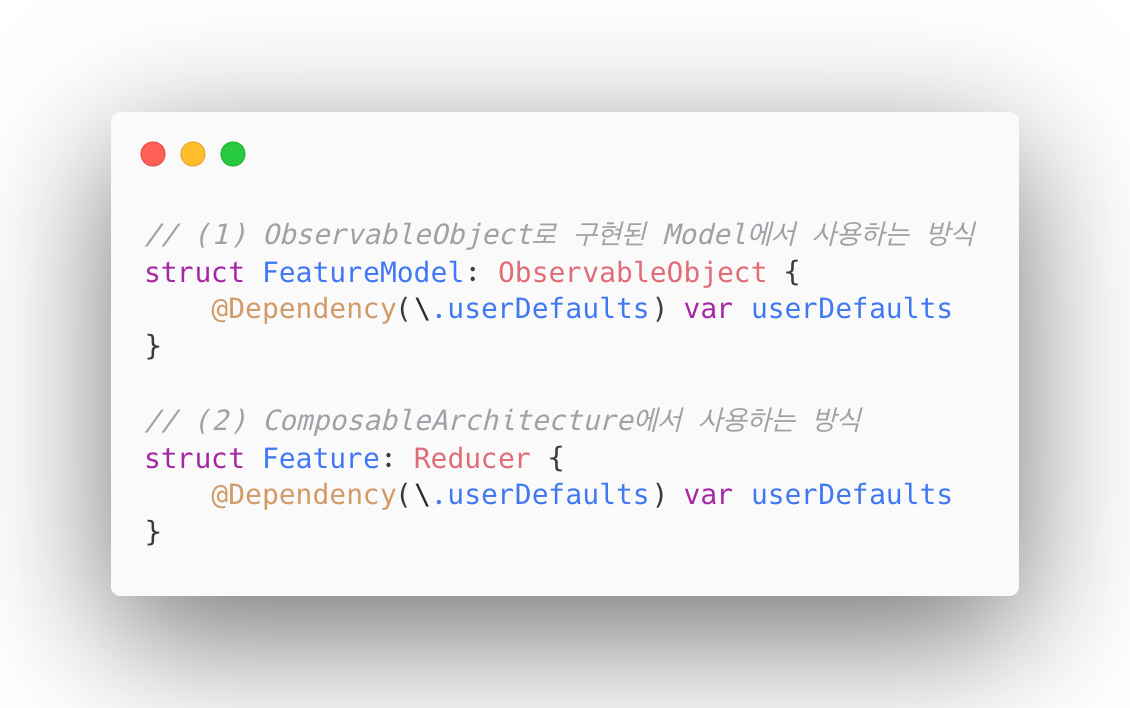 // (1) ObservableObject로 구현된 Model에서 사용하는 방식
struct FeatureModel: ObservableObject {
    @Dependency(\.userDefaults) var userDefaults
}

// (2) ComposableArchitecture에서 사용하는 방식
struct Feature: Reducer {
    @Dependency(\.userDefaults) var userDefaults
}